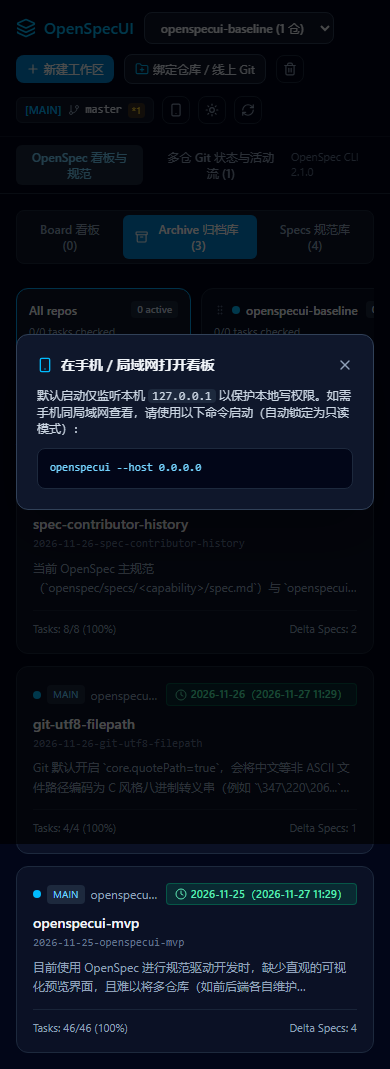 OpenSpecUI
openspecui-baseline (1 仓)
+ 新建工作区
绑定仓库 / 线上 Git
[MAIN] master *1
OpenSpec 看板与
规范
多仓 Git 状态与活动
流 (1)
OpenSpec CLI
2.1.0
Board 看板
(0)
Archive 归档库
(3)
Specs 规范库
(4)
All repos
0 active
openspecui-baseline
0/0 tasks checked
0/0 tasks checked
在手机 / 局域网打开看板
默认启动仅监听本机 127.0.0.1 以保护本地写权限。如需
手机同局域网查看，请使用以下命令启动（自动锁定为只读
模式）：
openspecui --host 0.0.0.0
spec-contributor-history
2026-11-26-spec-contributor-history
当前 OpenSpec 主规范
（`openspec/specs/<capability>/spec.md`）与 `openspecui...
Tasks: 8/8 (100%)
Delta Specs: 2
MAIN
openspecu...
2026-11-26（2026-11-27 11:29）
git-utf8-filepath
2026-11-26-git-utf8-filepath
Git 默认开启 `core.quotePath=true`，会将中文等非 ASCII 文
件路径编码为 C 风格八进制转义串（例如 `\347\220\206...`...
Tasks: 4/4 (100%)
Delta Specs: 1
MAIN
openspecu...
2026-11-25（2026-11-27 11:29）
openspecui-mvp
2026-11-25-openspecui-mvp
目前使用 OpenSpec 进行规范驱动开发时，缺少直观的可视
化预览界面，且难以将多仓库（如前后端各自维护...
Tasks: 46/46 (100%)
Delta Specs: 4